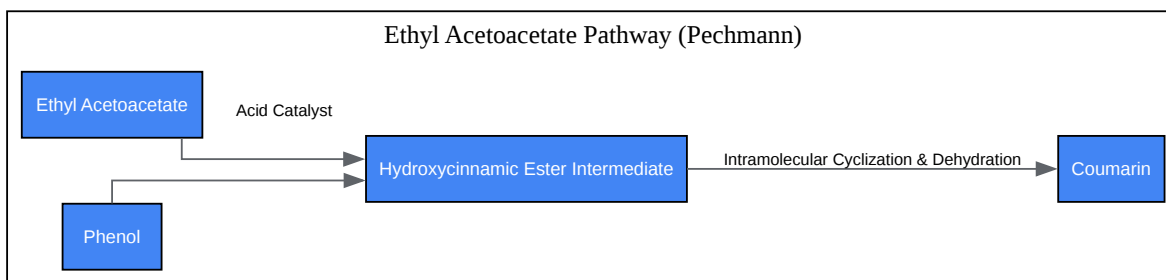 Ethyl Acetoacetate Pathway (Pechmann)
Ethyl Acetoacetate
Acid Catalyst
Hydroxycinnamic Ester Intermediate
Intramolecular Cyclization & Dehydration
Coumarin
Phenol